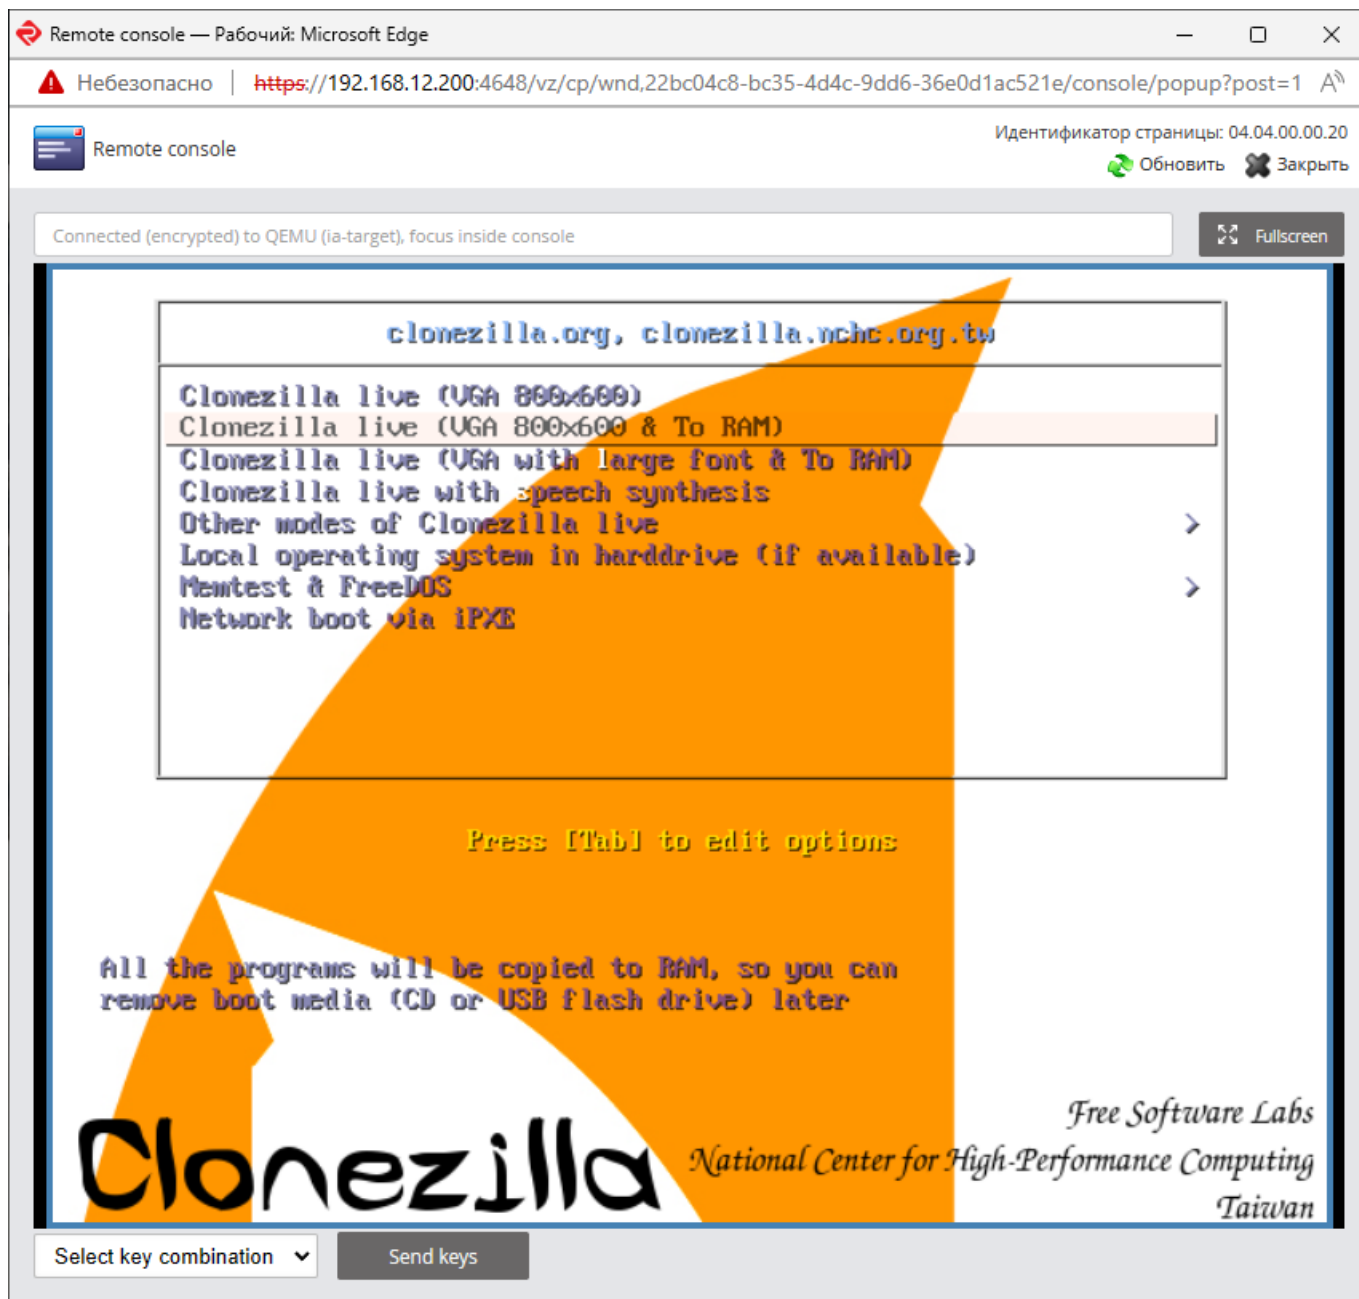 Remote console — Рабочий: Microsoft Edge
Небезопасно https://192.168.12.200:4648/vz/cp/wnd,22bc04c8-bc35-4d4c-9dd6-36e0d1ac521e/console/popup?post=1
Remote console
Идентификатор страницы: 04.04.00.00.20
Обновить Закрыть
Connected (encrypted) to QEMU (ia-target), focus inside console
Fullscreen
clonezilla.org, clonezilla.nchc.org.tw
Clonezilla live (VGA 800x600)
Clonezilla live (VGA 800x600 & To RAM)
Clonezilla live (VGA with large font & To RAM)
Clonezilla live with speech synthesis
Other modes of Clonezilla live >
Local operating system in harddrive (if available)
Memtest & FreeDOS >
Network boot via iPXE
Press [Tab] to edit options
All the programs will be copied to RAM, so you can
remove boot media (CD or USB flash drive) later
Clonezilla
Free Software Labs
National Center for High-Performance Computing
Taiwan
Select key combination
Send keys